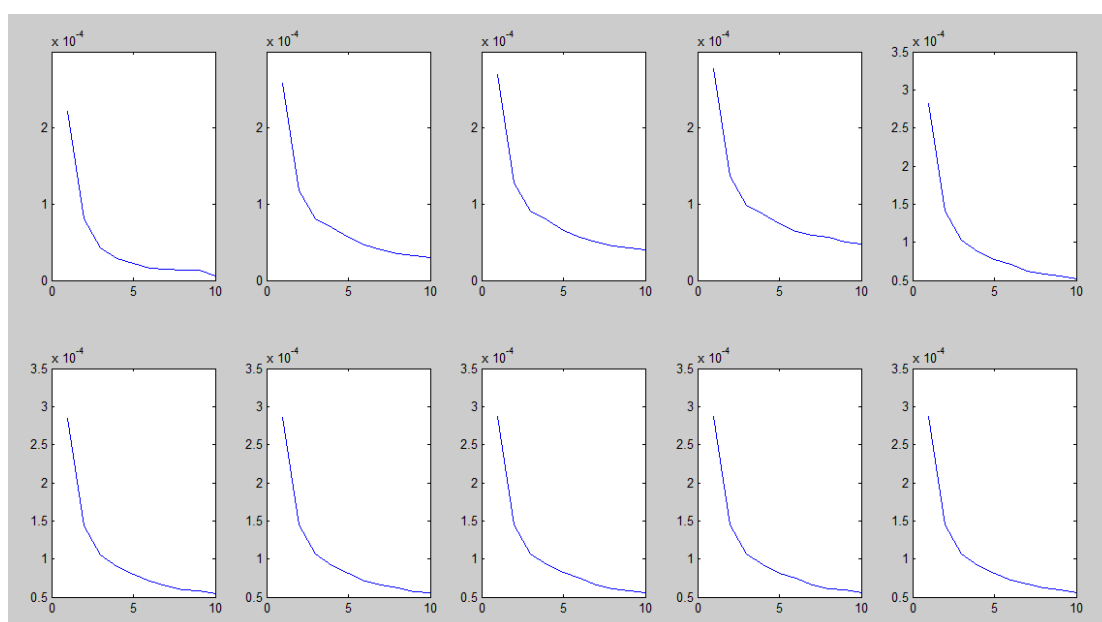 x 10-4 x 10-4 x 10-4 x 10-4 x 10-4
3.5
3
2 2 2 2 2.5
2
1 1 1 1 1.5
1
0 0 0 0 0.5
0 5 10 0 5 10 0 5 10 0 5 10 0 5 10
x 10-4 x 10-4 x 10-4 x 10-4 x 10-4
3.5 3.5 3.5 3.5 3.5
3 3 3 3 3
2.5 2.5 2.5 2.5 2.5
2 2 2 2 2
1.5 1.5 1.5 1.5 1.5
1 1 1 1 1
0.5 0.5 0.5 0.5 0.5
0 5 10 0 5 10 0 5 10 0 5 10 0 5 10